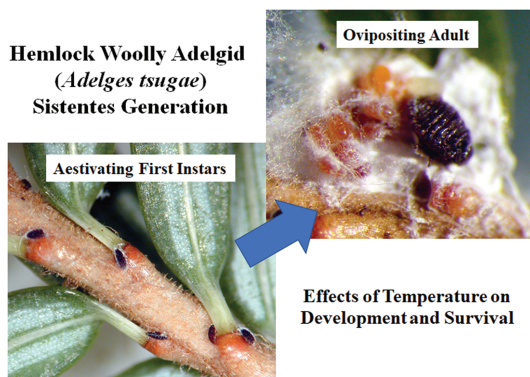 Hemlock Woolly Adelgid
(Adelges tsugae)
Sistentes Generation
Ovipositing Adult
Aestivating First Instars
Effects of Temperature on
Development and Survival